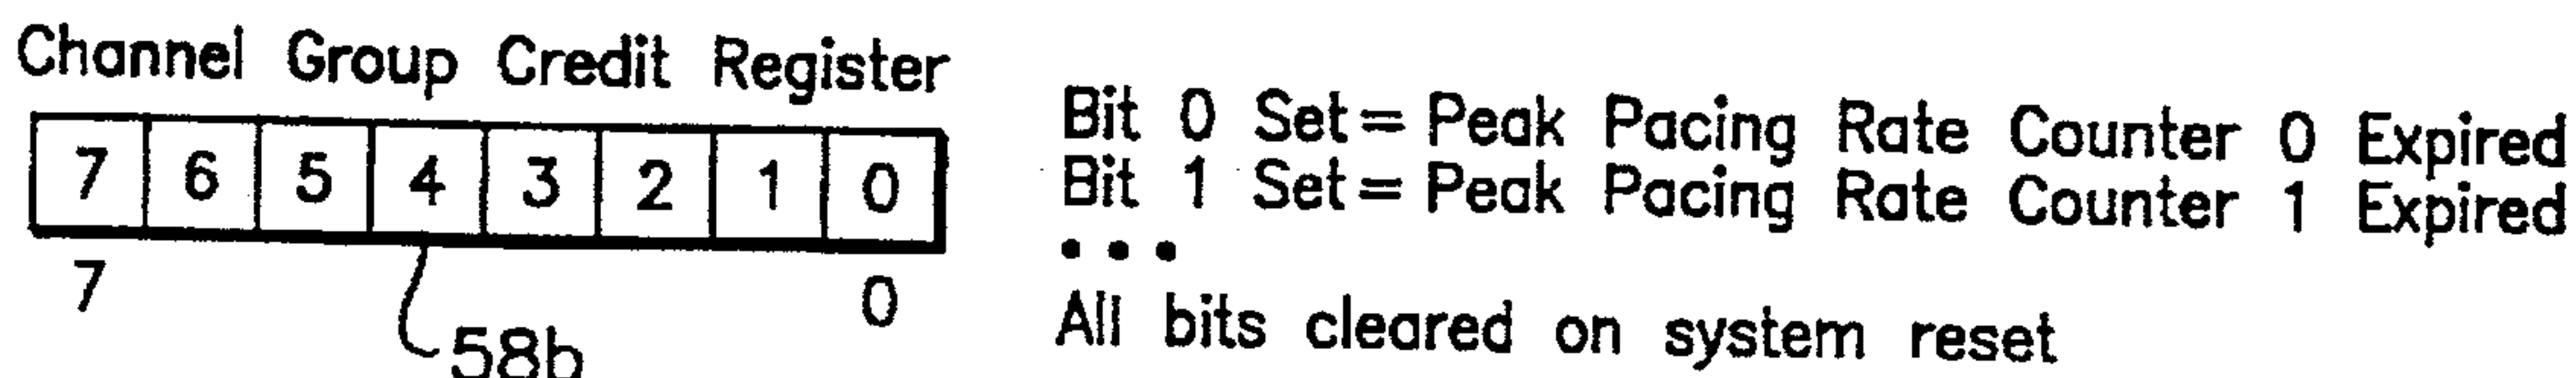 Channel Group Credit Register
7 6 5 4 3 2 1 0
7 0
58b
Bit 0 Set= Peak Pacing Rate Counter 0 Expired
Bit 1 Set= Peak Pacing Rate Counter 1 Expired
• • •
All bits cleared on system reset